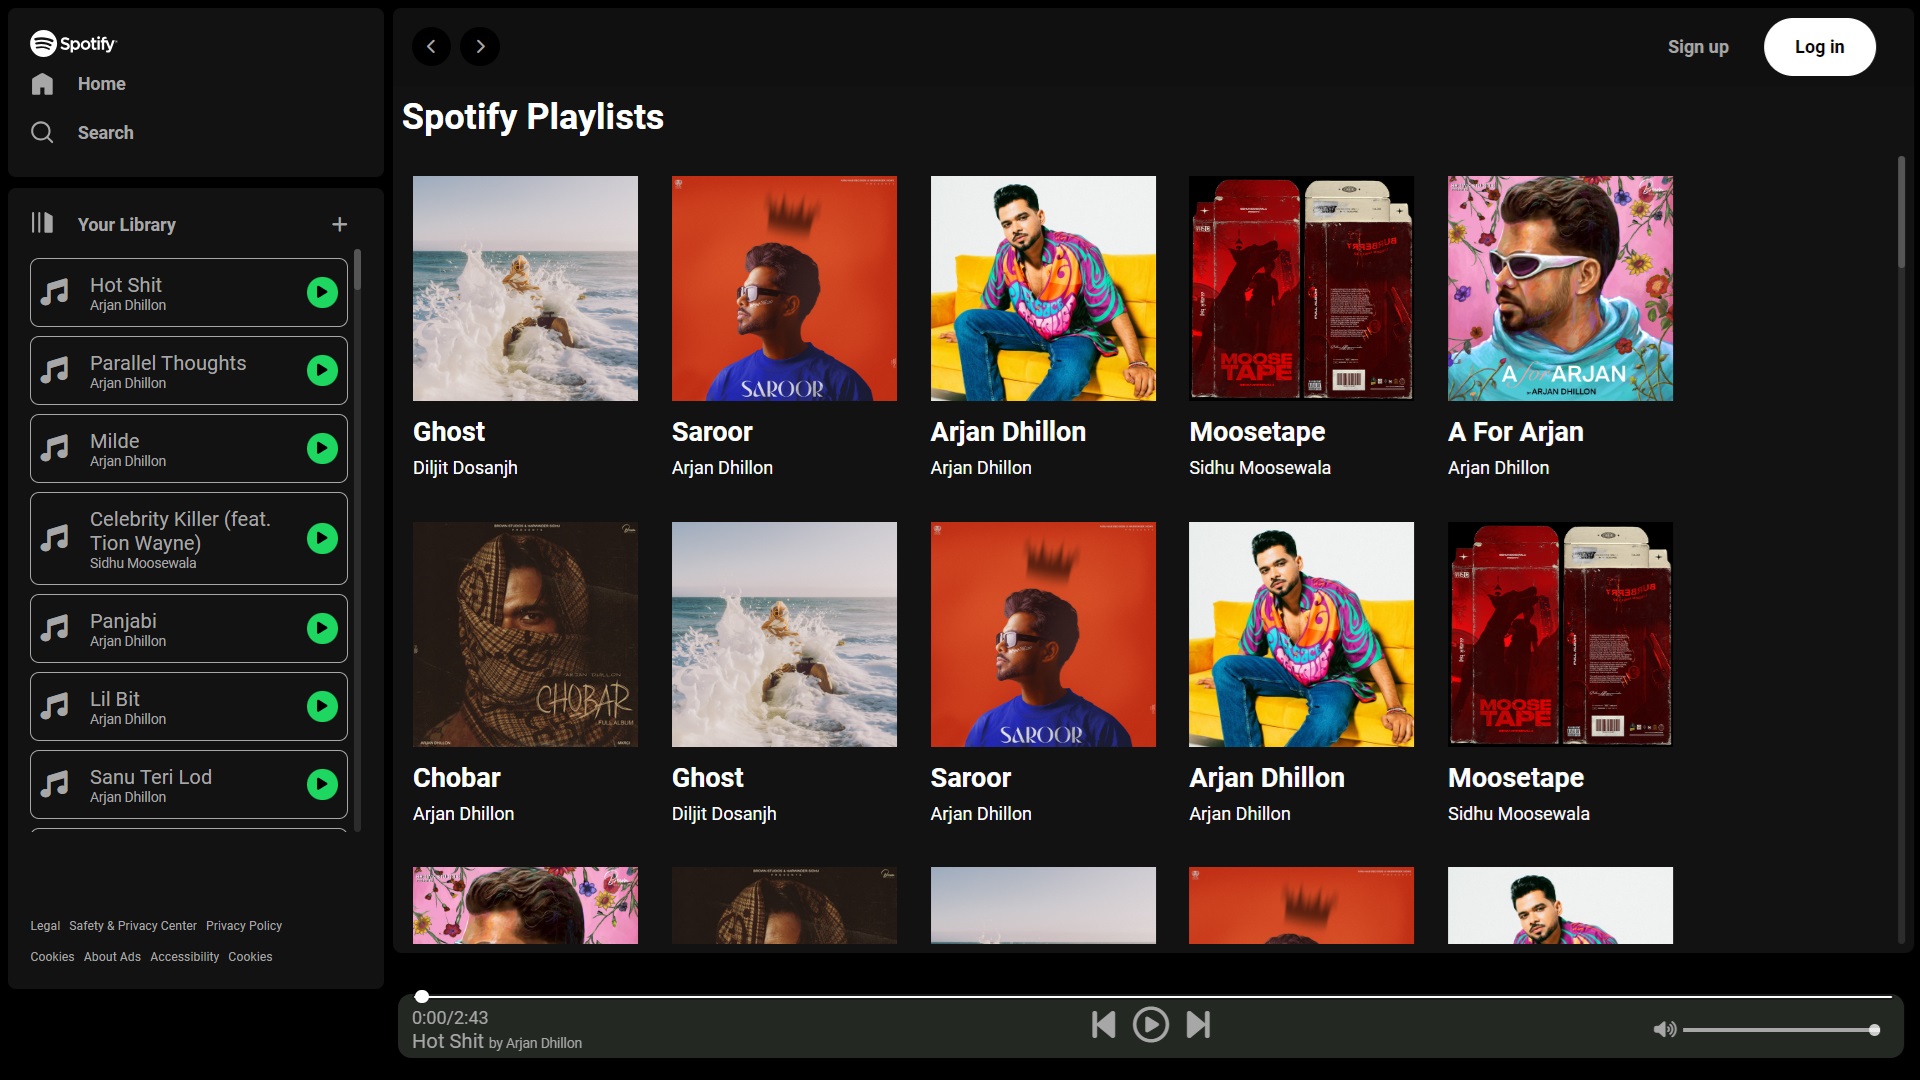 Spotify
Home
Search
Your Library
Hot Shit
Arjan Dhillon
Parallel Thoughts
Arjan Dhillon
Milde
Arjan Dhillon
Celebrity Killer (feat.
Tion Wayne)
Sidhu Moosewala
Panjabi
Arjan Dhillon
Lil Bit
Arjan Dhillon
Sanu Teri Lod
Arjan Dhillon
Legal Safety & Privacy Center Privacy Policy
Cookies About Ads Accessibility Cookies
Sign up
Log in
Spotify Playlists
SAROOR
MOOSE
TAPE
A for ARJAN
ARJAN DHILLON
Ghost
Diljit Dosanjh
Saroor
Arjan Dhillon
Arjan Dhillon
Arjan Dhillon
Moosetape
Sidhu Moosewala
A For Arjan
Arjan Dhillon
ARJAN DHILLON
CHOBAR
FULL ALBUM
SAROOR
MOOSE
TAPE
Chobar
Arjan Dhillon
Ghost
Diljit Dosanjh
Saroor
Arjan Dhillon
Arjan Dhillon
Arjan Dhillon
Moosetape
Sidhu Moosewala
0:00/2:43
Hot Shit by Arjan Dhillon